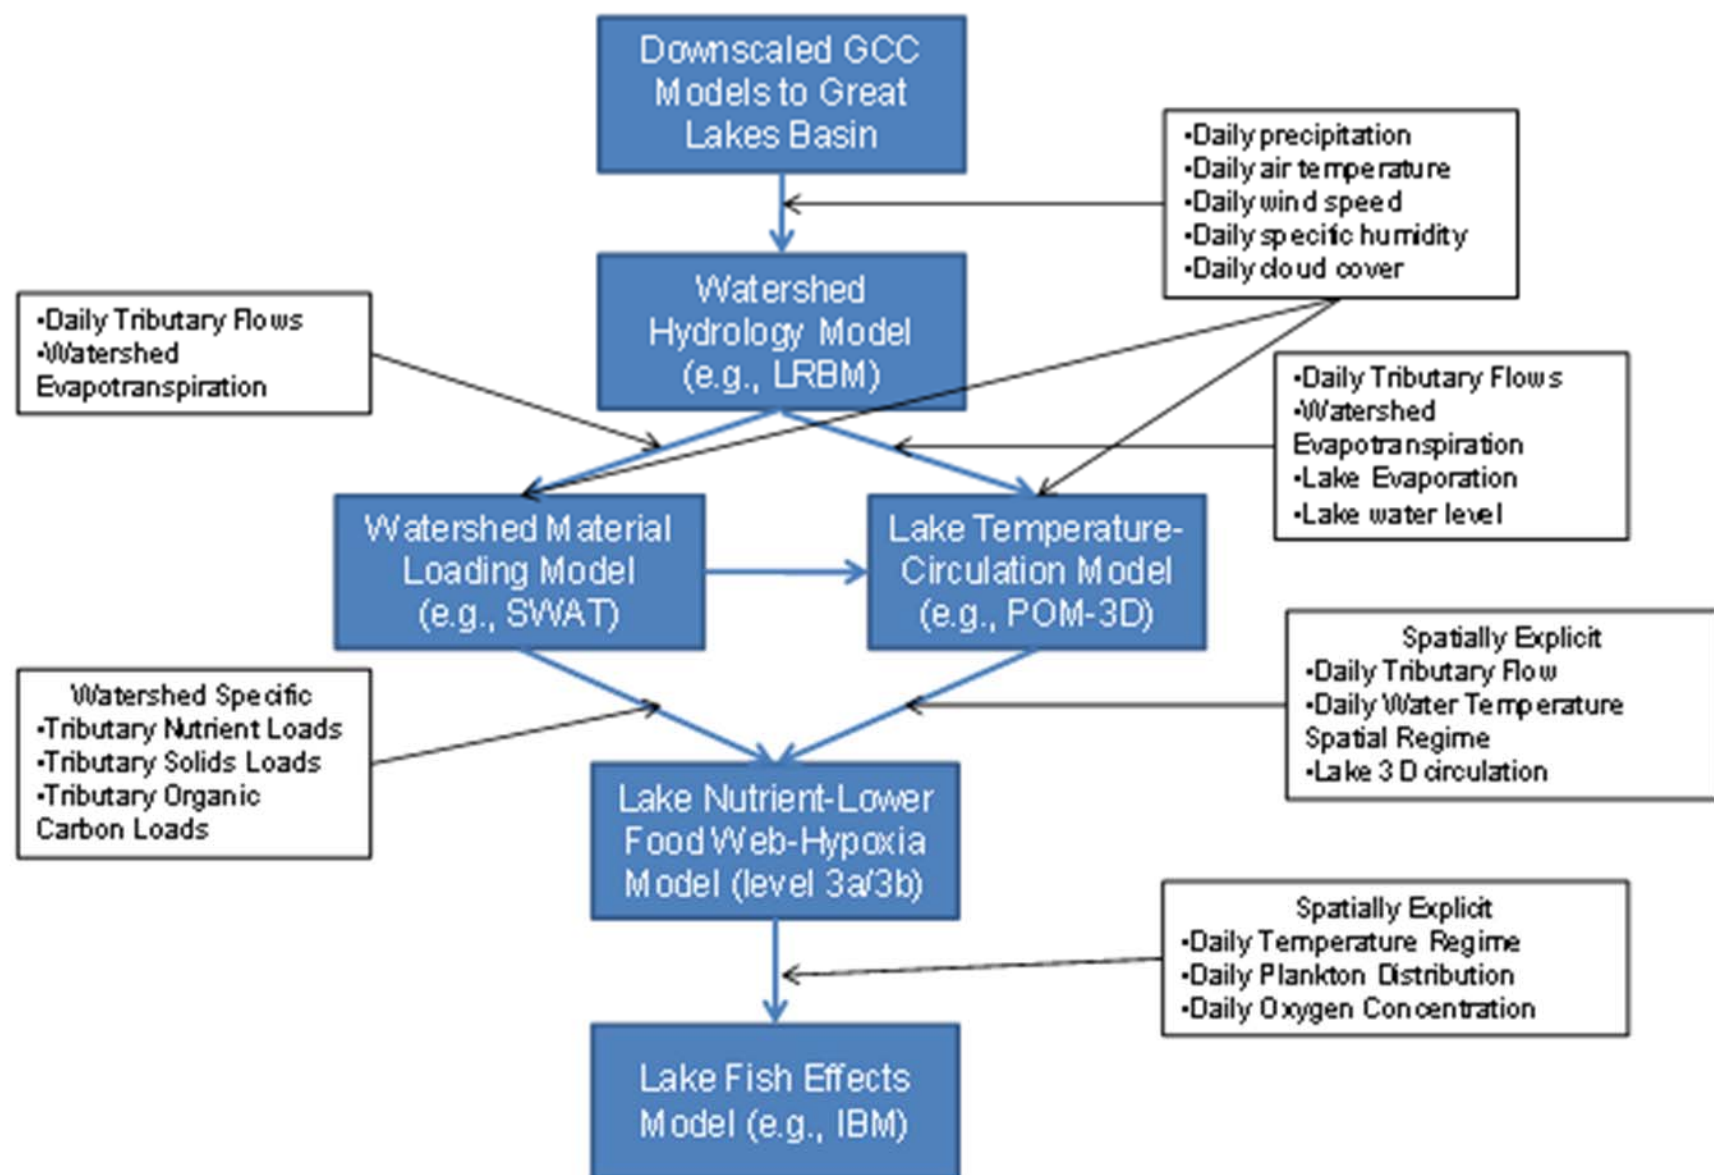 Downscaled GCC
Models to Great
Lakes Basin
•Daily precipitation
•Daily air temperature
•Daily wind speed
•Daily specific humidity
•Daily cloud cover
Watershed
Hydrology Model
(e.g., LRBM)
•Daily Tributary Flows
•Watershed
Evapotranspiration
•Daily Tributary Flows
•Watershed
Evapotranspiration
•Lake Evaporation
•Lake water level
Watershed Material
Loading Model
(e.g., SWAT)
Lake Temperature-
Circulation Model
(e.g., POM-3D)
Watershed Specific
•Tributary Nutrient Loads
•Tributary Solids Loads
•Tributary Organic
Carbon Loads
Spatially Explicit
•Daily Tributary Flow
•Daily Water Temperature
Spatial Regime
•Lake 3D circulation
Lake Nutrient-Lower
Food Web-Hypoxia
Model (level 3a/3b)
Spatially Explicit
•Daily Temperature Regime
•Daily Plankton Distribution
•Daily Oxygen Concentration
Lake Fish Effects
Model (e.g., IBM)